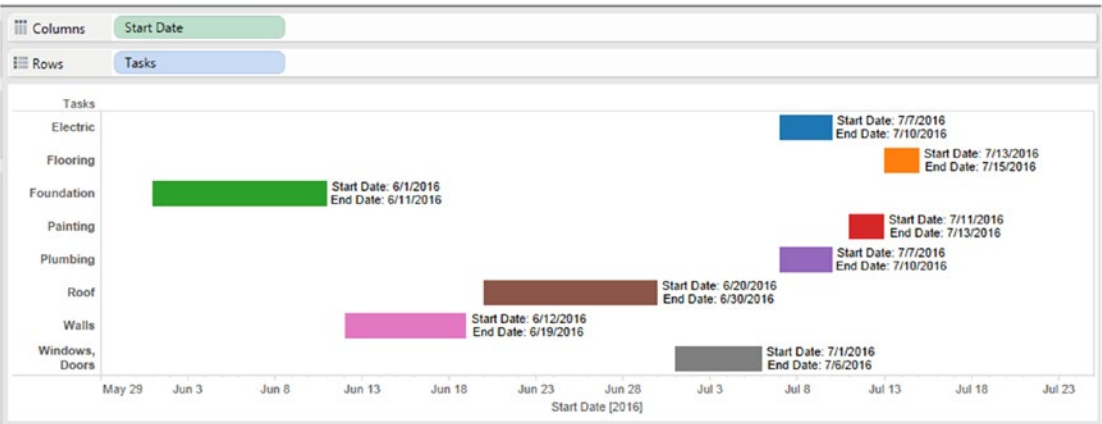 Columns Start Date
Rows Tasks
Tasks
Electric
Start Date: 7/7/2016
End Date: 7/10/2016
Flooring
Start Date: 7/13/2016
End Date: 7/15/2016
Foundation
Start Date: 6/1/2016
End Date: 6/11/2016
Painting
Start Date: 7/11/2016
End Date: 7/13/2016
Plumbing
Start Date: 7/7/2016
End Date: 7/10/2016
Roof
Start Date: 6/20/2016
End Date: 6/30/2016
Walls
Start Date: 6/12/2016
End Date: 6/19/2016
Windows,
Doors
Start Date: 7/1/2016
End Date: 7/6/2016
May 29 Jun 3 Jun 8 Jun 13 Jun 18 Jun 23 Jun 28 Jul 3 Jul 8 Jul 13 Jul 18 Jul 23
Start Date [2016]